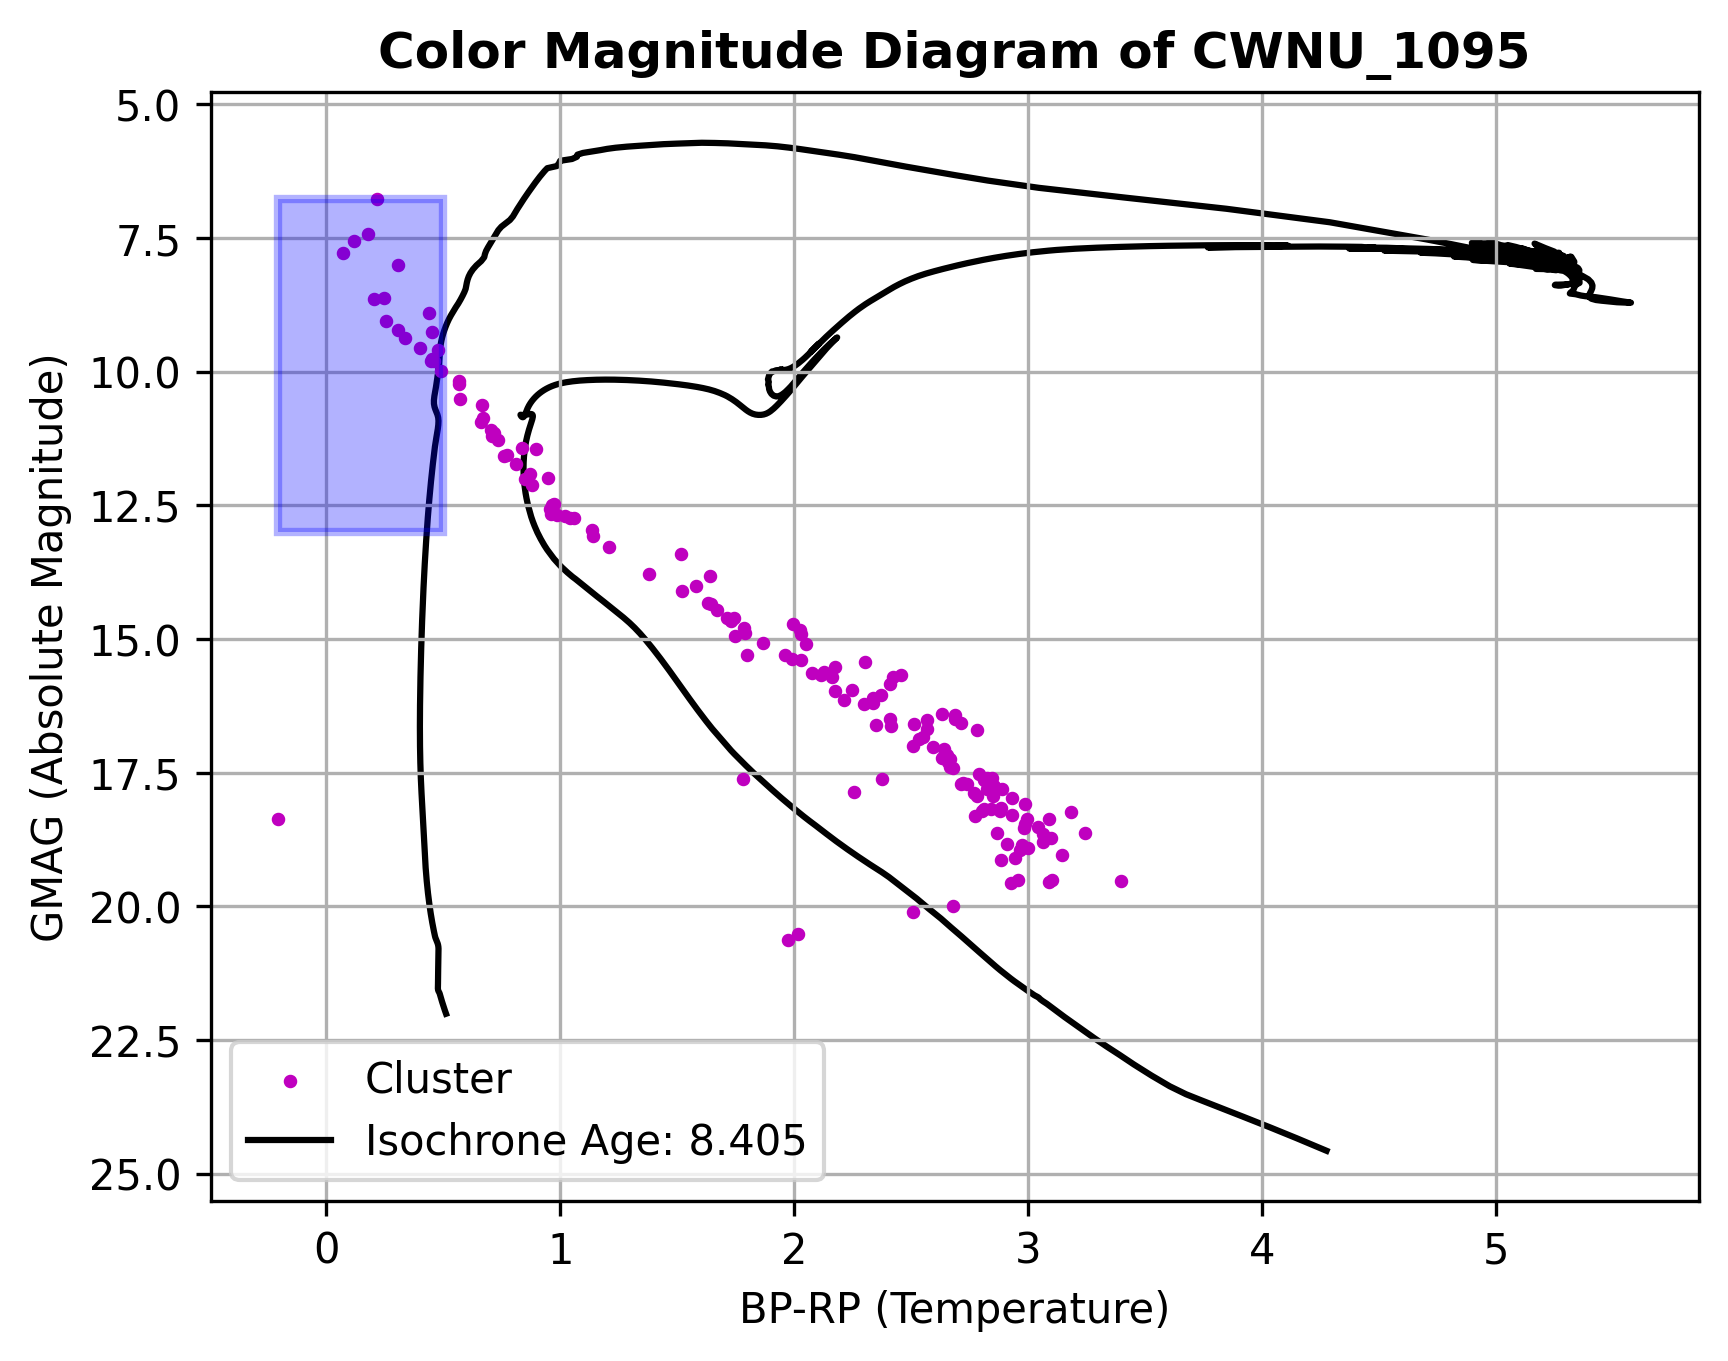 Color Magnitude Diagram of CWNU_1095
5.0
7.5
10.0
12.5
15.0
17.5
20.0
22.5
25.0
GMAG (Absolute Magnitude)
Cluster
Isochrone Age: 8.405
0 1 2 3 4 5
BP-RP (Temperature)